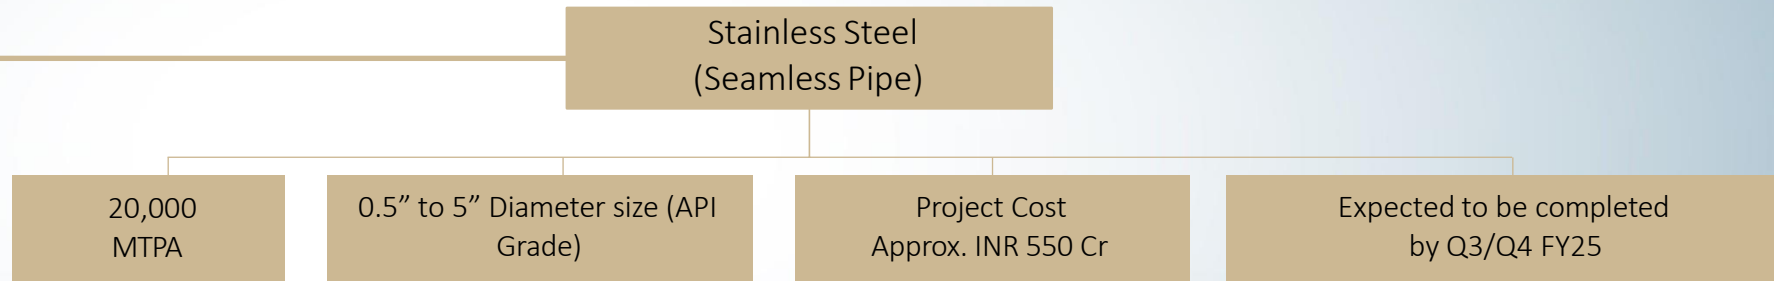 Stainless Steel
(Seamless Pipe)
20,000
MTPA
0.5” to 5” Diameter size (API
Grade)
Project Cost
Approx. INR 550 Cr
Expected to be completed
by Q3/Q4 FY25